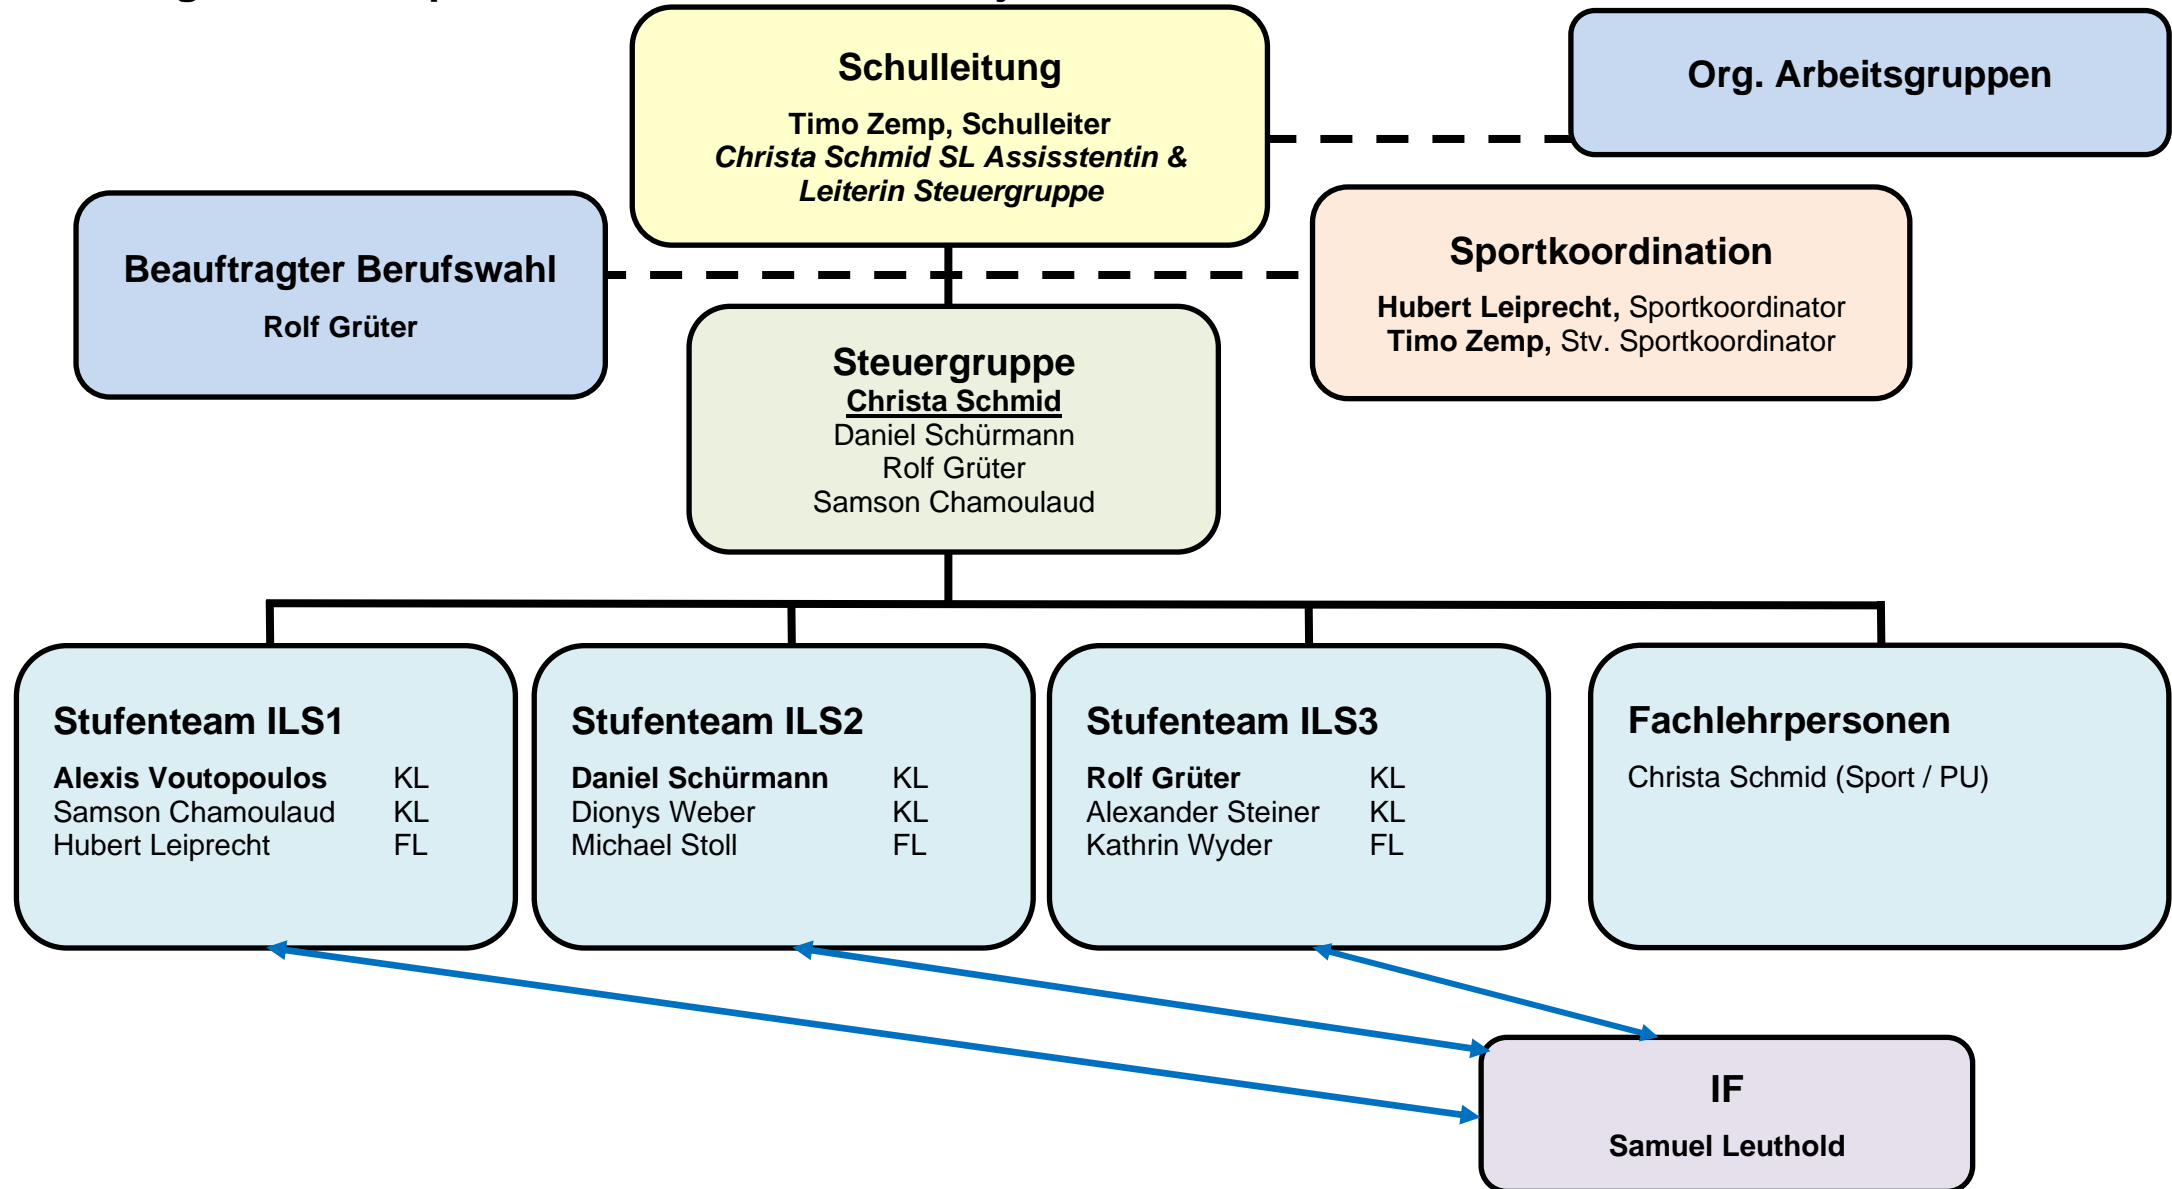 Schulleitung
Timo Zemp, Schulleiter
Christa Schmid SL Assisstentin &
Leiterin Steuergruppe
Org. Arbeitsgruppen
Beauftragter Berufswahl
Rolf Grüter
Sportkoordination
Hubert Leiprecht, Sportkoordinator
Timo Zemp, Stv. Sportkoordinator
Steuergruppe
Christa Schmid
Daniel Schürmann
Rolf Grüter
Samson Chamoulaud
Stufenteam ILS1
Alexis Voutopoulos KL
Samson Chamoulaud KL
Hubert Leiprecht FL
Stufenteam ILS2
Daniel Schürmann KL
Dionys Weber KL
Michael Stoll FL
Stufenteam ILS3
Rolf Grüter KL
Alexander Steiner KL
Kathrin Wyder FL
Fachlehrpersonen
Christa Schmid (Sport / PU)
IF
Samuel Leuthold